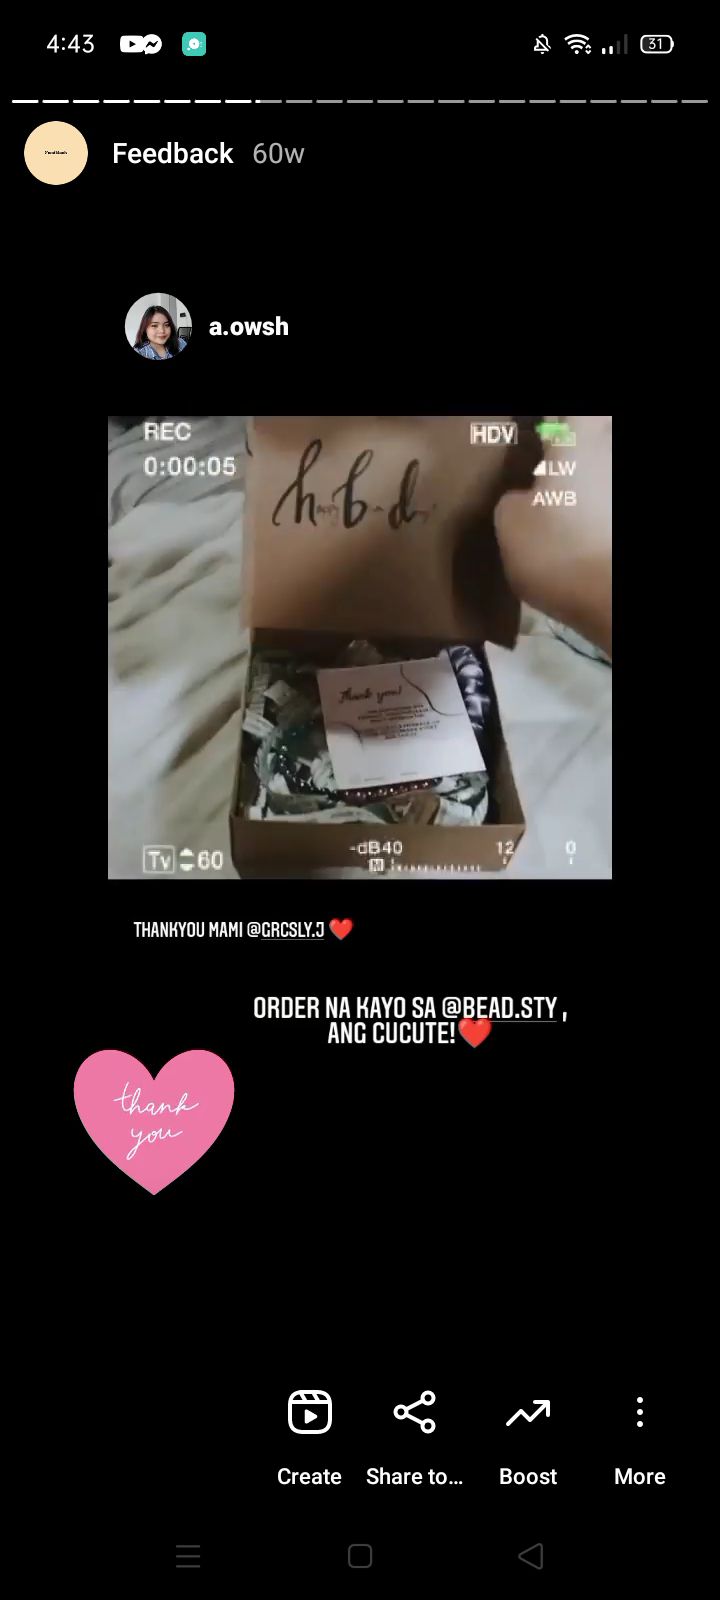 4:43
31
Feedback 60w
a.owsh
REC
HDV
0:00:05
LW
AWB
h b d
Thank you!
Tv 60
-dB40 12 0
M
THANKYOU MAMI @GRCSLY.J ❤️
ORDER NA KAYO SA @BEAD.STY ,
ANG CUCUTE!❤️
thank
you
Create Share to... Boost More